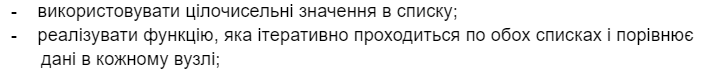 - використовувати цілочисельні значення в списку;
- реалізувати функцію, яка ітеративно проходиться по обох списках і порівнює
дані в кожному вузлі;